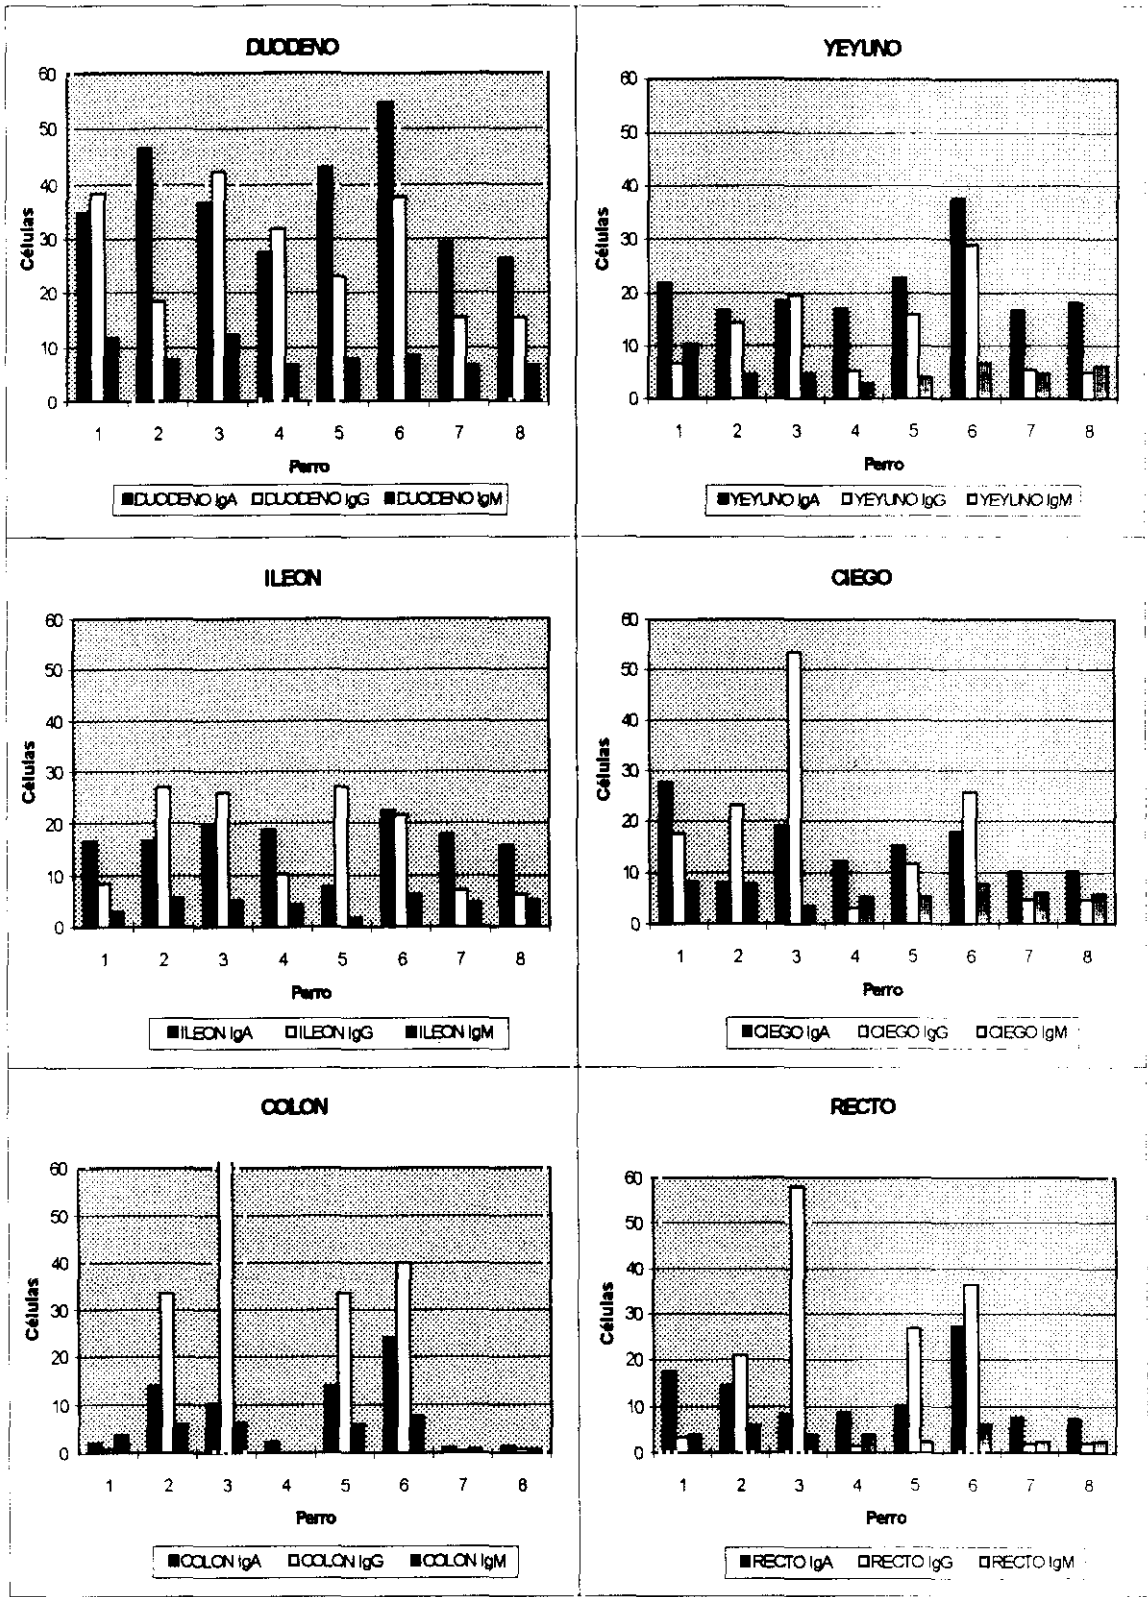 DUODENO
60
50
40
30
20
10
0
Células
1 2 3 4 5 6 7 8
Perro
DUODENO IgA DUODENO IgG DUODENO IgM
YEYUNO
60
50
40
30
20
10
0
Células
1 2 3 4 5 6 7 8
Perro
YEYUNO IgA YEYUNO IgG YEYUNO IgM
ILEON
60
50
40
30
20
10
0
Células
1 2 3 4 5 6 7 8
Perro
ILEON IgA ILEON IgG ILEON IgM
CIEGO
60
50
40
30
20
10
0
Células
1 2 3 4 5 6 7 8
Perro
CIEGO IgA CIEGO IgG CIEGO IgM
COLON
60
50
40
30
20
10
0
Células
1 2 3 4 5 6 7 8
Perro
COLON IgA COLON IgG COLON IgM
RECTO
60
50
40
30
20
10
0
Células
1 2 3 4 5 6 7 8
Perro
RECTO IgA RECTO IgG RECTO IgM